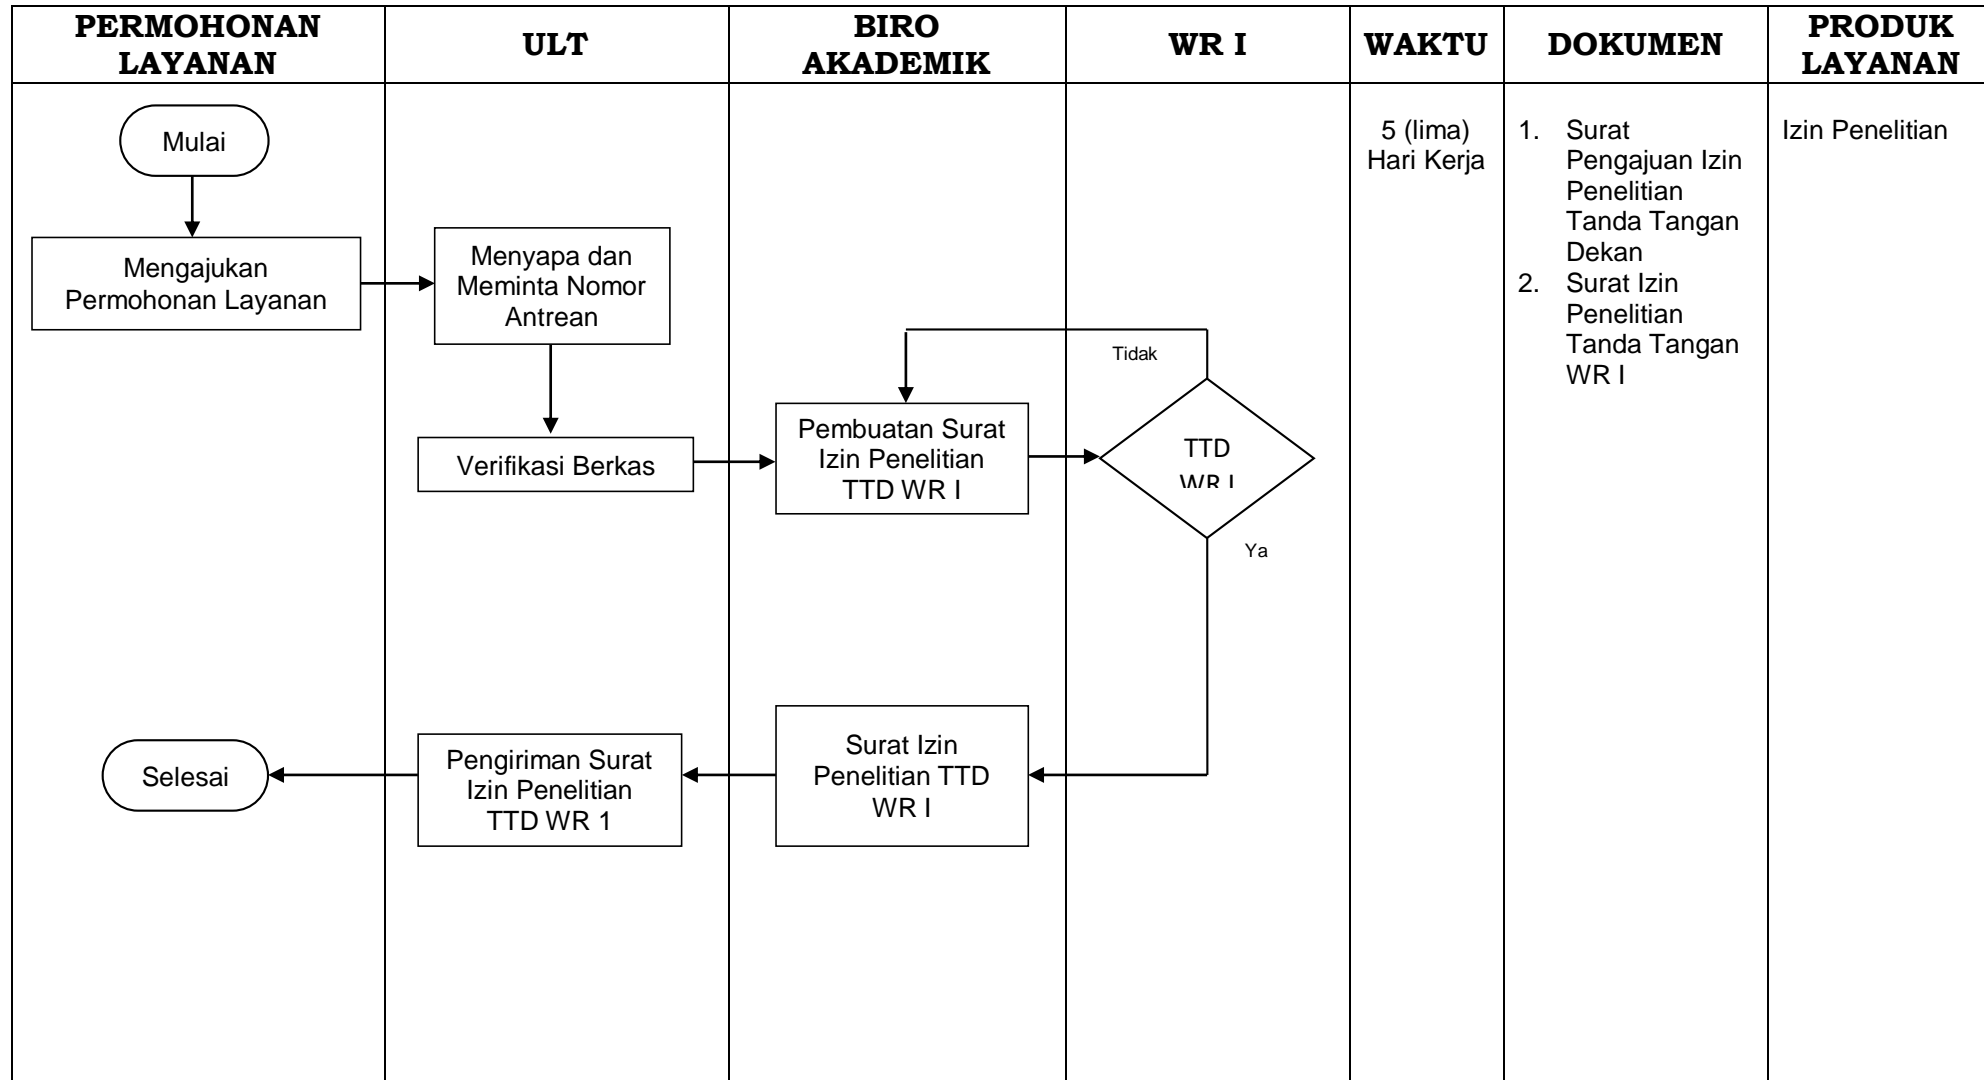 PERMOHONAN
LAYANAN
ULT
BIRO
AKADEMIK
WR I
WAKTU
DOKUMEN
PRODUK
LAYANAN
Mulai
Mengajukan
Permohonan Layanan
Menyapa dan
Meminta Nomor
Antrean
Verifikasi Berkas
Pembuatan Surat
Izin Penelitian
TTD WR I
Tidak
TTD
WR I
Ya
Surat Izin
Penelitian TTD
WR I
Pengiriman Surat
Izin Penelitian
TTD WR 1
Selesai
5 (lima)
Hari Kerja
1. Surat
Pengajuan Izin
Penelitian
Tanda Tangan
Dekan
2. Surat Izin
Penelitian
Tanda Tangan
WR I
Izin Penelitian